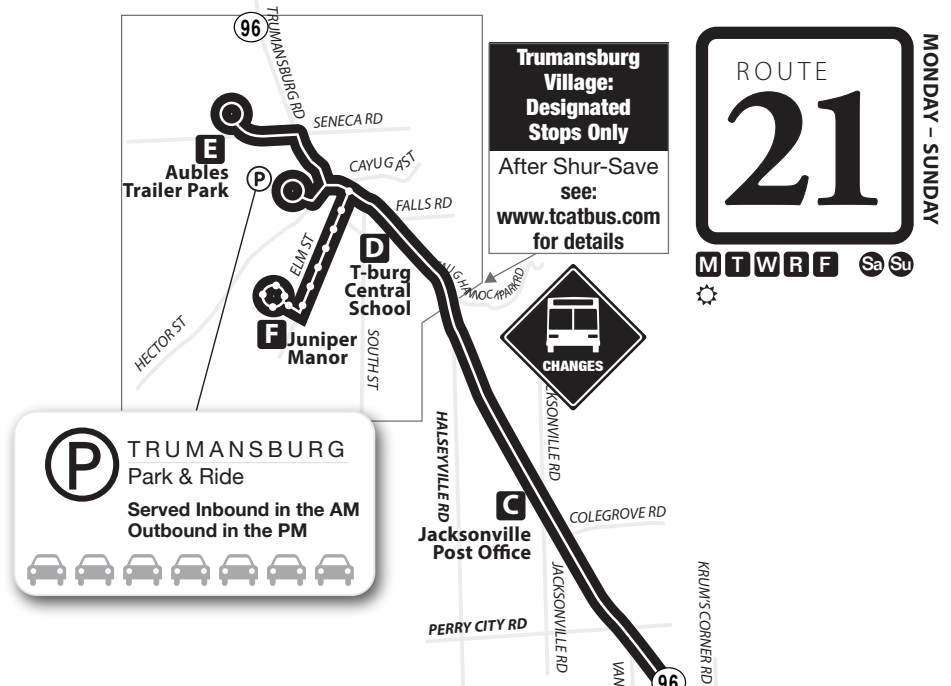 96
TRUMANSBURG RD
SENECA RD
E
Aubles
Trailer Park
P
CAYUGA ST
FALLS RD
ELM ST
D
T-burg
Central
School
F
Juniper
Manor
HECTOR ST
SOUTH ST
Trumansburg
Village:
Designated
Stops Only
After Shur-Save
see:
www.tcatbus.com
for details
ROUTE
21
MONDAY – SUNDAY
M T W R F Sa Su
CHANGES
P
TRUMANSBURG
Park & Ride
Served Inbound in the AM
Outbound in the PM
HALSEYVILLE RD
CKSONVILLE RD
C
Jacksonville
Post Office
COLEGROVE RD
JACKSONVILLE RD
KRUM'S CORNER RD
PERRY CITY RD
VAN
96